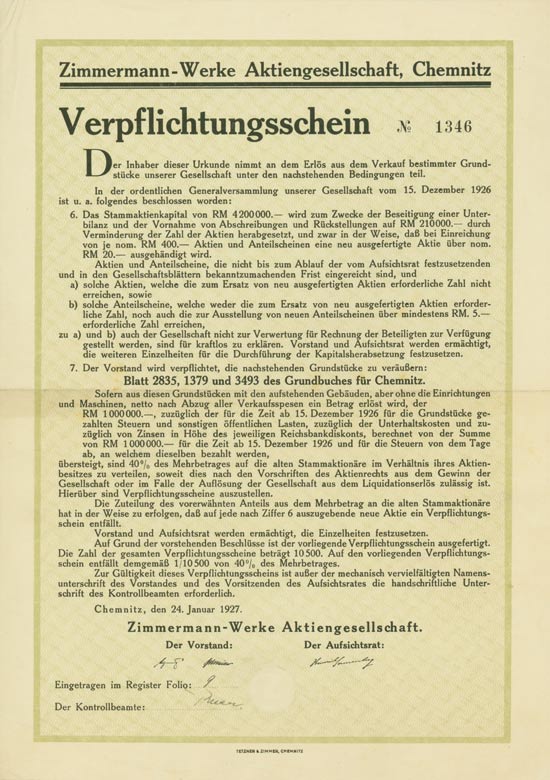 Zimmermann-Werke Aktiengesellschaft, Chemnitz
Verpflichtungsschein № 1346
Der Inhaber dieser Urkunde nimmt an dem Erlös aus dem Verkauf bestimmter Grund-
stücke unserer Gesellschaft unter den nachstehenden Bedingungen teil.
In der ordentlichen Generalversammlung unserer Gesellschaft vom 15. Dezember 1926
ist u. a. folgendes beschlossen worden:
6. Das Stammaktienkapital von RM 4200000.— wird zum Zwecke der Beseitigung einer Unter-
bilanz und der Vornahme von Abschreibungen und Rückstellungen auf RM 210000.— durch
Verminderung der Zahl der Aktien herabgesetzt, und zwar in der Weise, daß bei Einreichung
von je nom. RM 400.— Aktien und Anteilscheinen eine neu ausgefertigte Aktie über nom.
RM 20.— ausgehändigt wird.
Aktien und Anteilscheine, die nicht bis zum Ablauf der vom Aufsichtsrat festzusetzenden
und in den Gesellschaftsblättern bekanntzumachenden Frist eingereicht sind, und
a) solche Aktien, welche die zum Ersatz von neu ausgefertigten Aktien erforderliche Zahl nicht
erreichen, sowie
b) solche Anteilscheine, welche weder die zum Ersatz von neu ausgefertigten Aktien erforder-
liche Zahl, noch auch die zur Ausstellung von neuen Anteilscheinen über mindestens RM. 5.—
erforderliche Zahl erreichen,
zu a) und b) auch der Gesellschaft nicht zur Verwertung für Rechnung der Beteiligten zur Verfügung
gestellt werden, sind für kraftlos zu erklären. Vorstand und Aufsichtsrat werden ermächtigt,
die weiteren Einzelheiten für die Durchführung der Kapitalsherabsetzung festzusetzen.
7. Der Vorstand wird verpflichtet, die nachstehenden Grundstücke zu veräußern:
Blatt 2835, 1379 und 3493 des Grundbuches für Chemnitz.
Sofern aus diesen Grundstücken mit den aufstehenden Gebäuden, aber ohne die Einrichtungen
und Maschinen, netto nach Abzug aller Verkaufsspesen ein Betrag erlöst wird, der
RM 1000000.—, zuzüglich der für die Zeit ab 15. Dezember 1926 für die Grundstücke ge-
zahlten Steuern und sonstigen öffentlichen Lasten, zuzüglich der Unterhaltskosten und zu-
züglich von Zinsen in Höhe des jeweiligen Reichsbankdiskonts, berechnet von der Summe
von RM 1000000.— für die Zeit ab 15. Dezember 1926 und für die Steuern von dem Tage
ab, an welchem dieselben bezahlt werden,
übersteigt, sind 40% des Mehrbetrages auf die alten Stammaktionäre im Verhältnis ihres Aktien-
besitzes zu verteilen, soweit dies nach den Vorschriften des Aktienrechts aus dem Gewinn der
Gesellschaft oder im Falle der Auflösung der Gesellschaft aus dem Liquidationserlös zulässig ist.
Hierüber sind Verpflichtungsscheine auszustellen.
Die Zuteilung des vorerwähnten Anteils aus dem Mehrbetrag an die alten Stammaktionäre
hat in der Weise zu erfolgen, daß auf jede nach Ziffer 6 auszugebende neue Aktie ein Verpflichtungs-
schein entfällt.
Vorstand und Aufsichtsrat werden ermächtigt, die Einzelheiten festzusetzen.
Auf Grund der vorstehenden Beschlüsse ist der vorliegende Verpflichtungsschein ausgefertigt.
Die Zahl der gesamten Verpflichtungsscheine beträgt 10500. Auf den vorliegenden Verpflichtungs-
schein entfällt demgemäß 1/10500 von 40% des Mehrbetrages.
Zur Gültigkeit dieses Verpflichtungsscheins ist außer der mechanisch vervielfältigten Namens-
unterschrift des Vorstandes und des Vorsitzenden des Aufsichtsrates die handschriftliche Unter-
schrift des Kontrollbeamten erforderlich.
Chemnitz, den 24. Januar 1927.
Zimmermann-Werke Aktiengesellschaft.
Der Vorstand: Der Aufsichtsrat:
Eingetragen im Register Folio: 9
Der Kontrollbeamte:
TETZNER & ZIMMER, CHEMNITZ